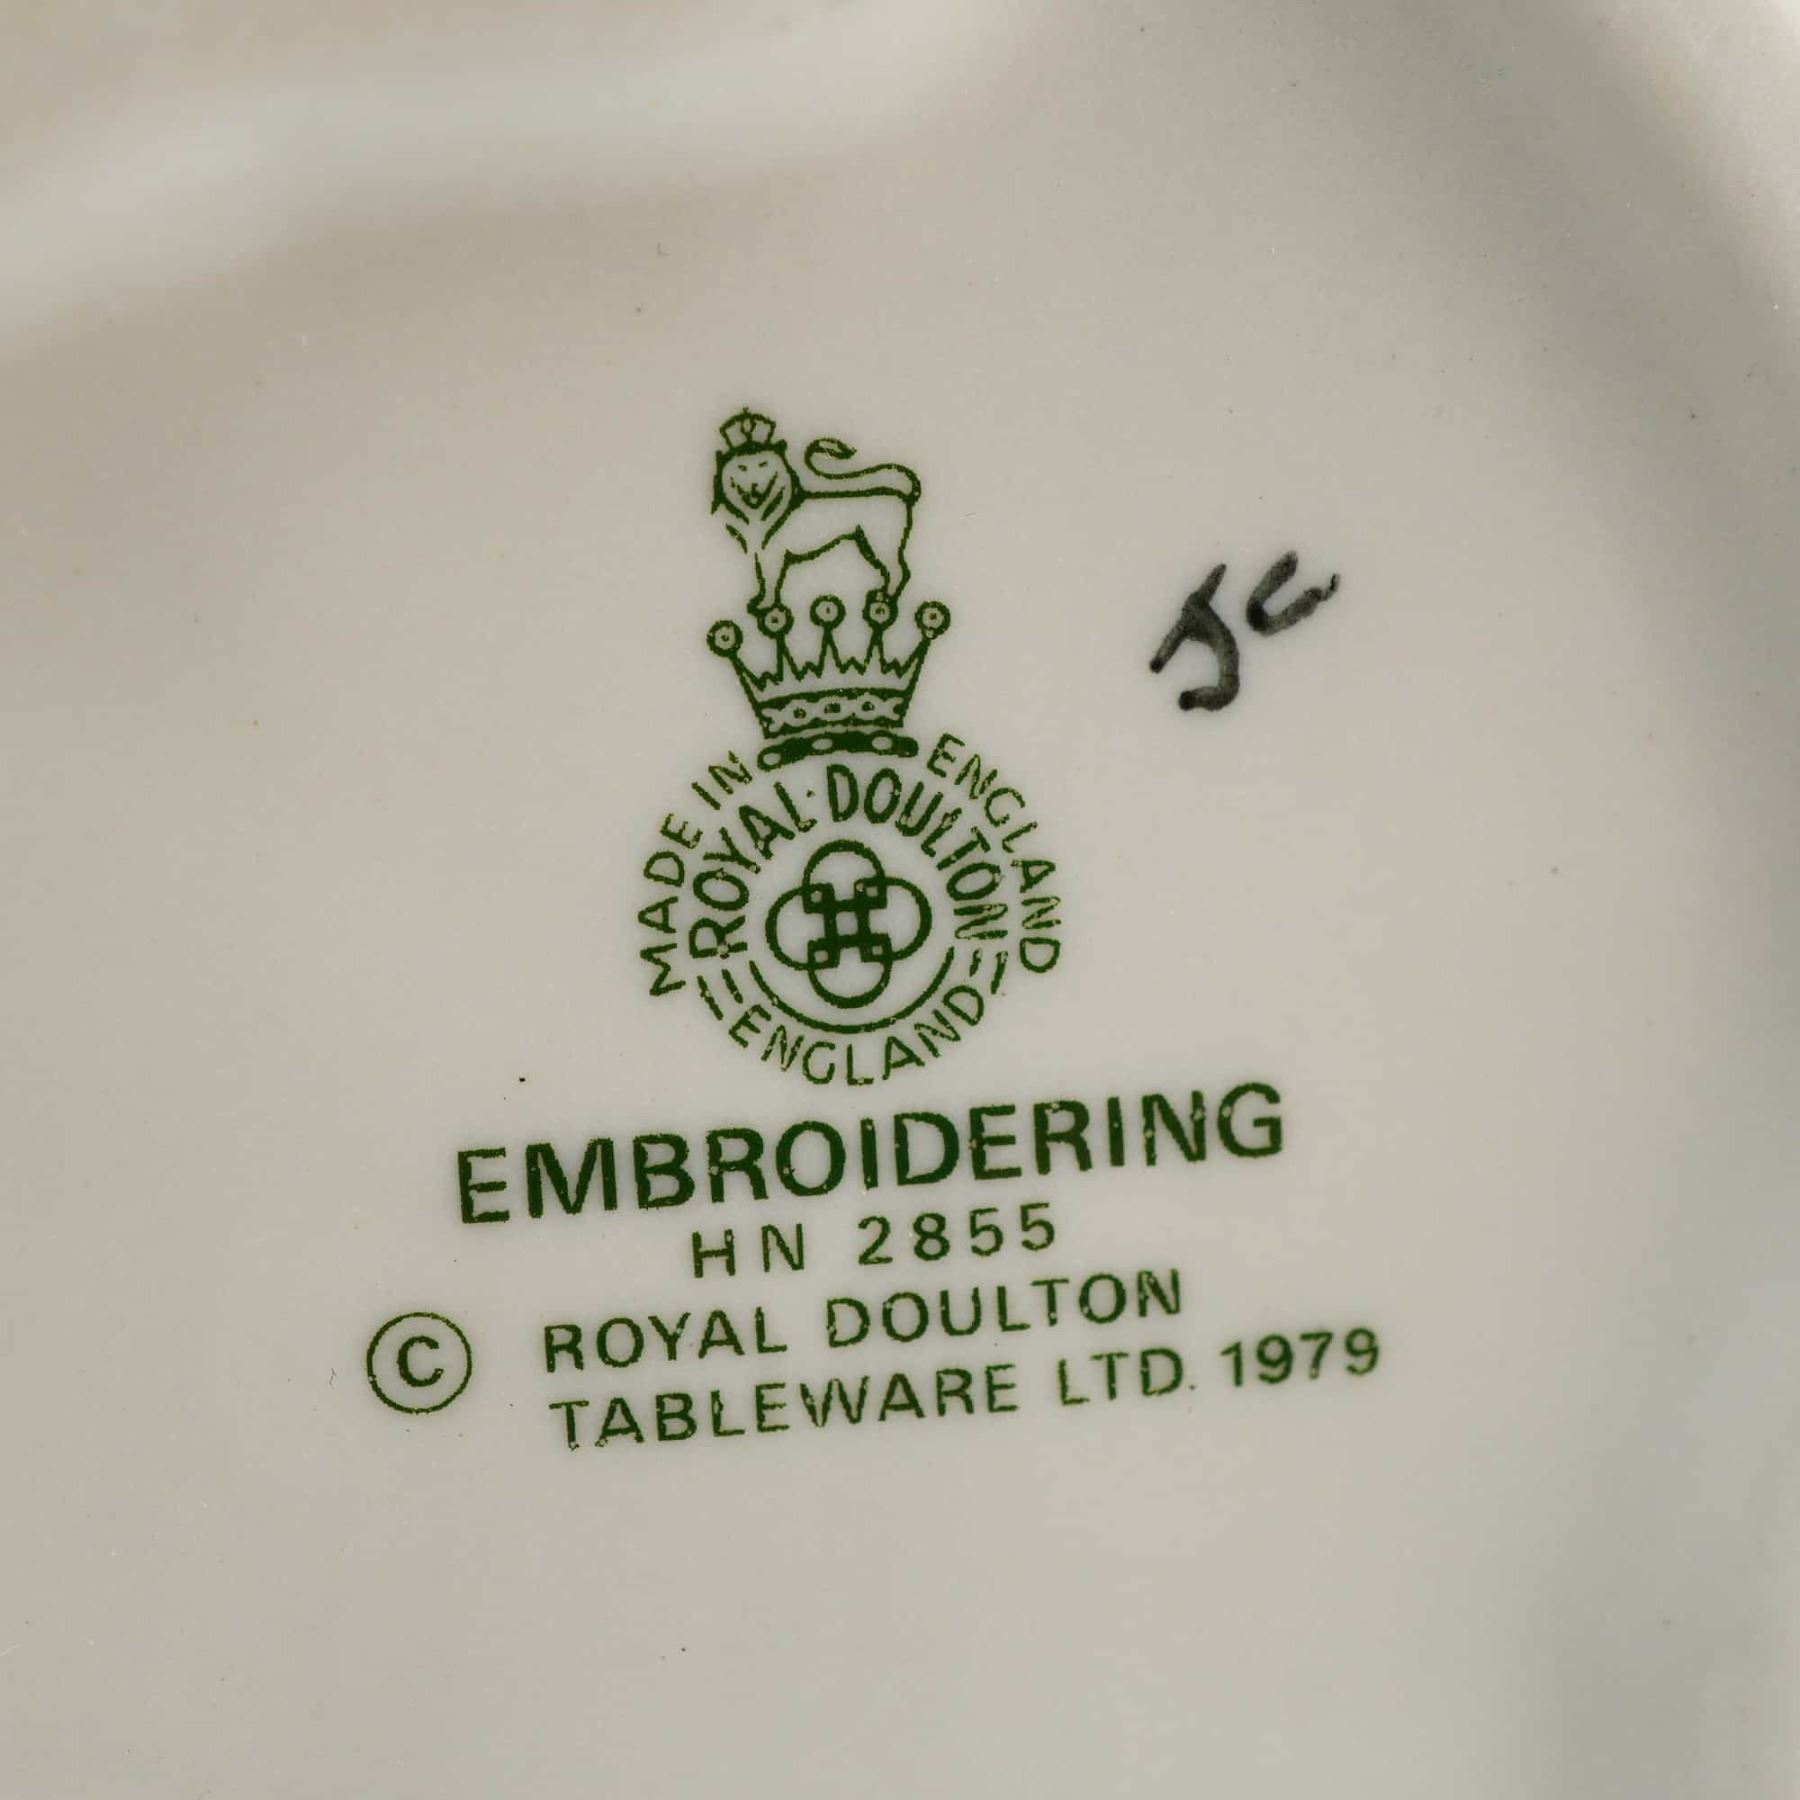 MADE IN ENGLAND
ROYAL DOULTON
ENGLAND
EMBROIDERING
HN 2855
© ROYAL DOULTON
TABLEWARE LTD. 1979